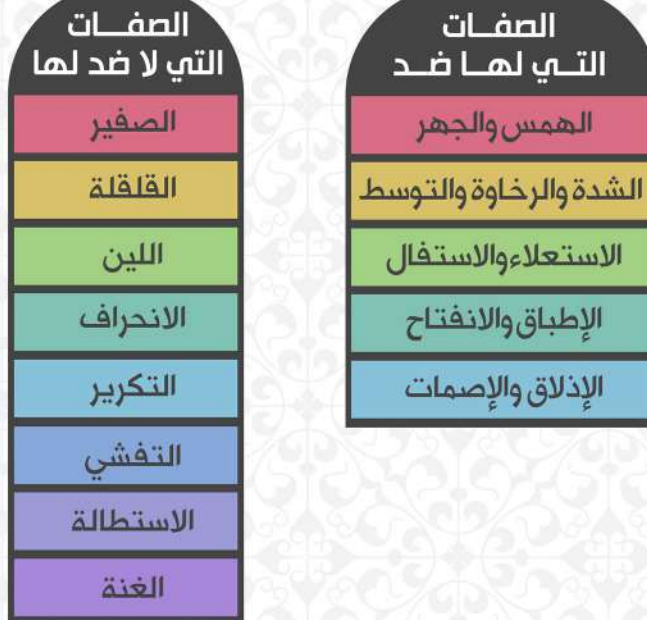 الصفات
التي لها ضد
الهمس والجهر
الشدة والرخاوة والتوسط
الاستعلاء والاستفال
الإطباق والانفتاح
الإذلاق والإصمات
الصفات
التي لا ضد لها
الصفير
القلقلة
اللين
الانحراف
التكرير
التفشي
الاستطالة
الغنة